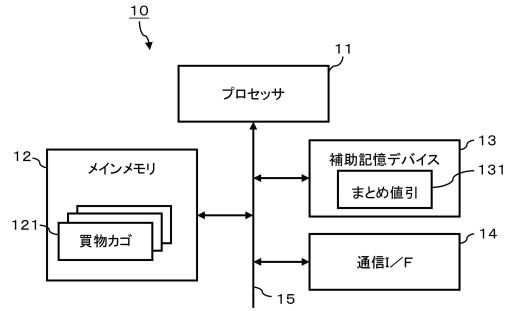 10
11
プロセッサ
12
メインメモリ
121
買物カゴ
13
補助記憶デバイス
131
まとめ値引
14
通信I／F
15